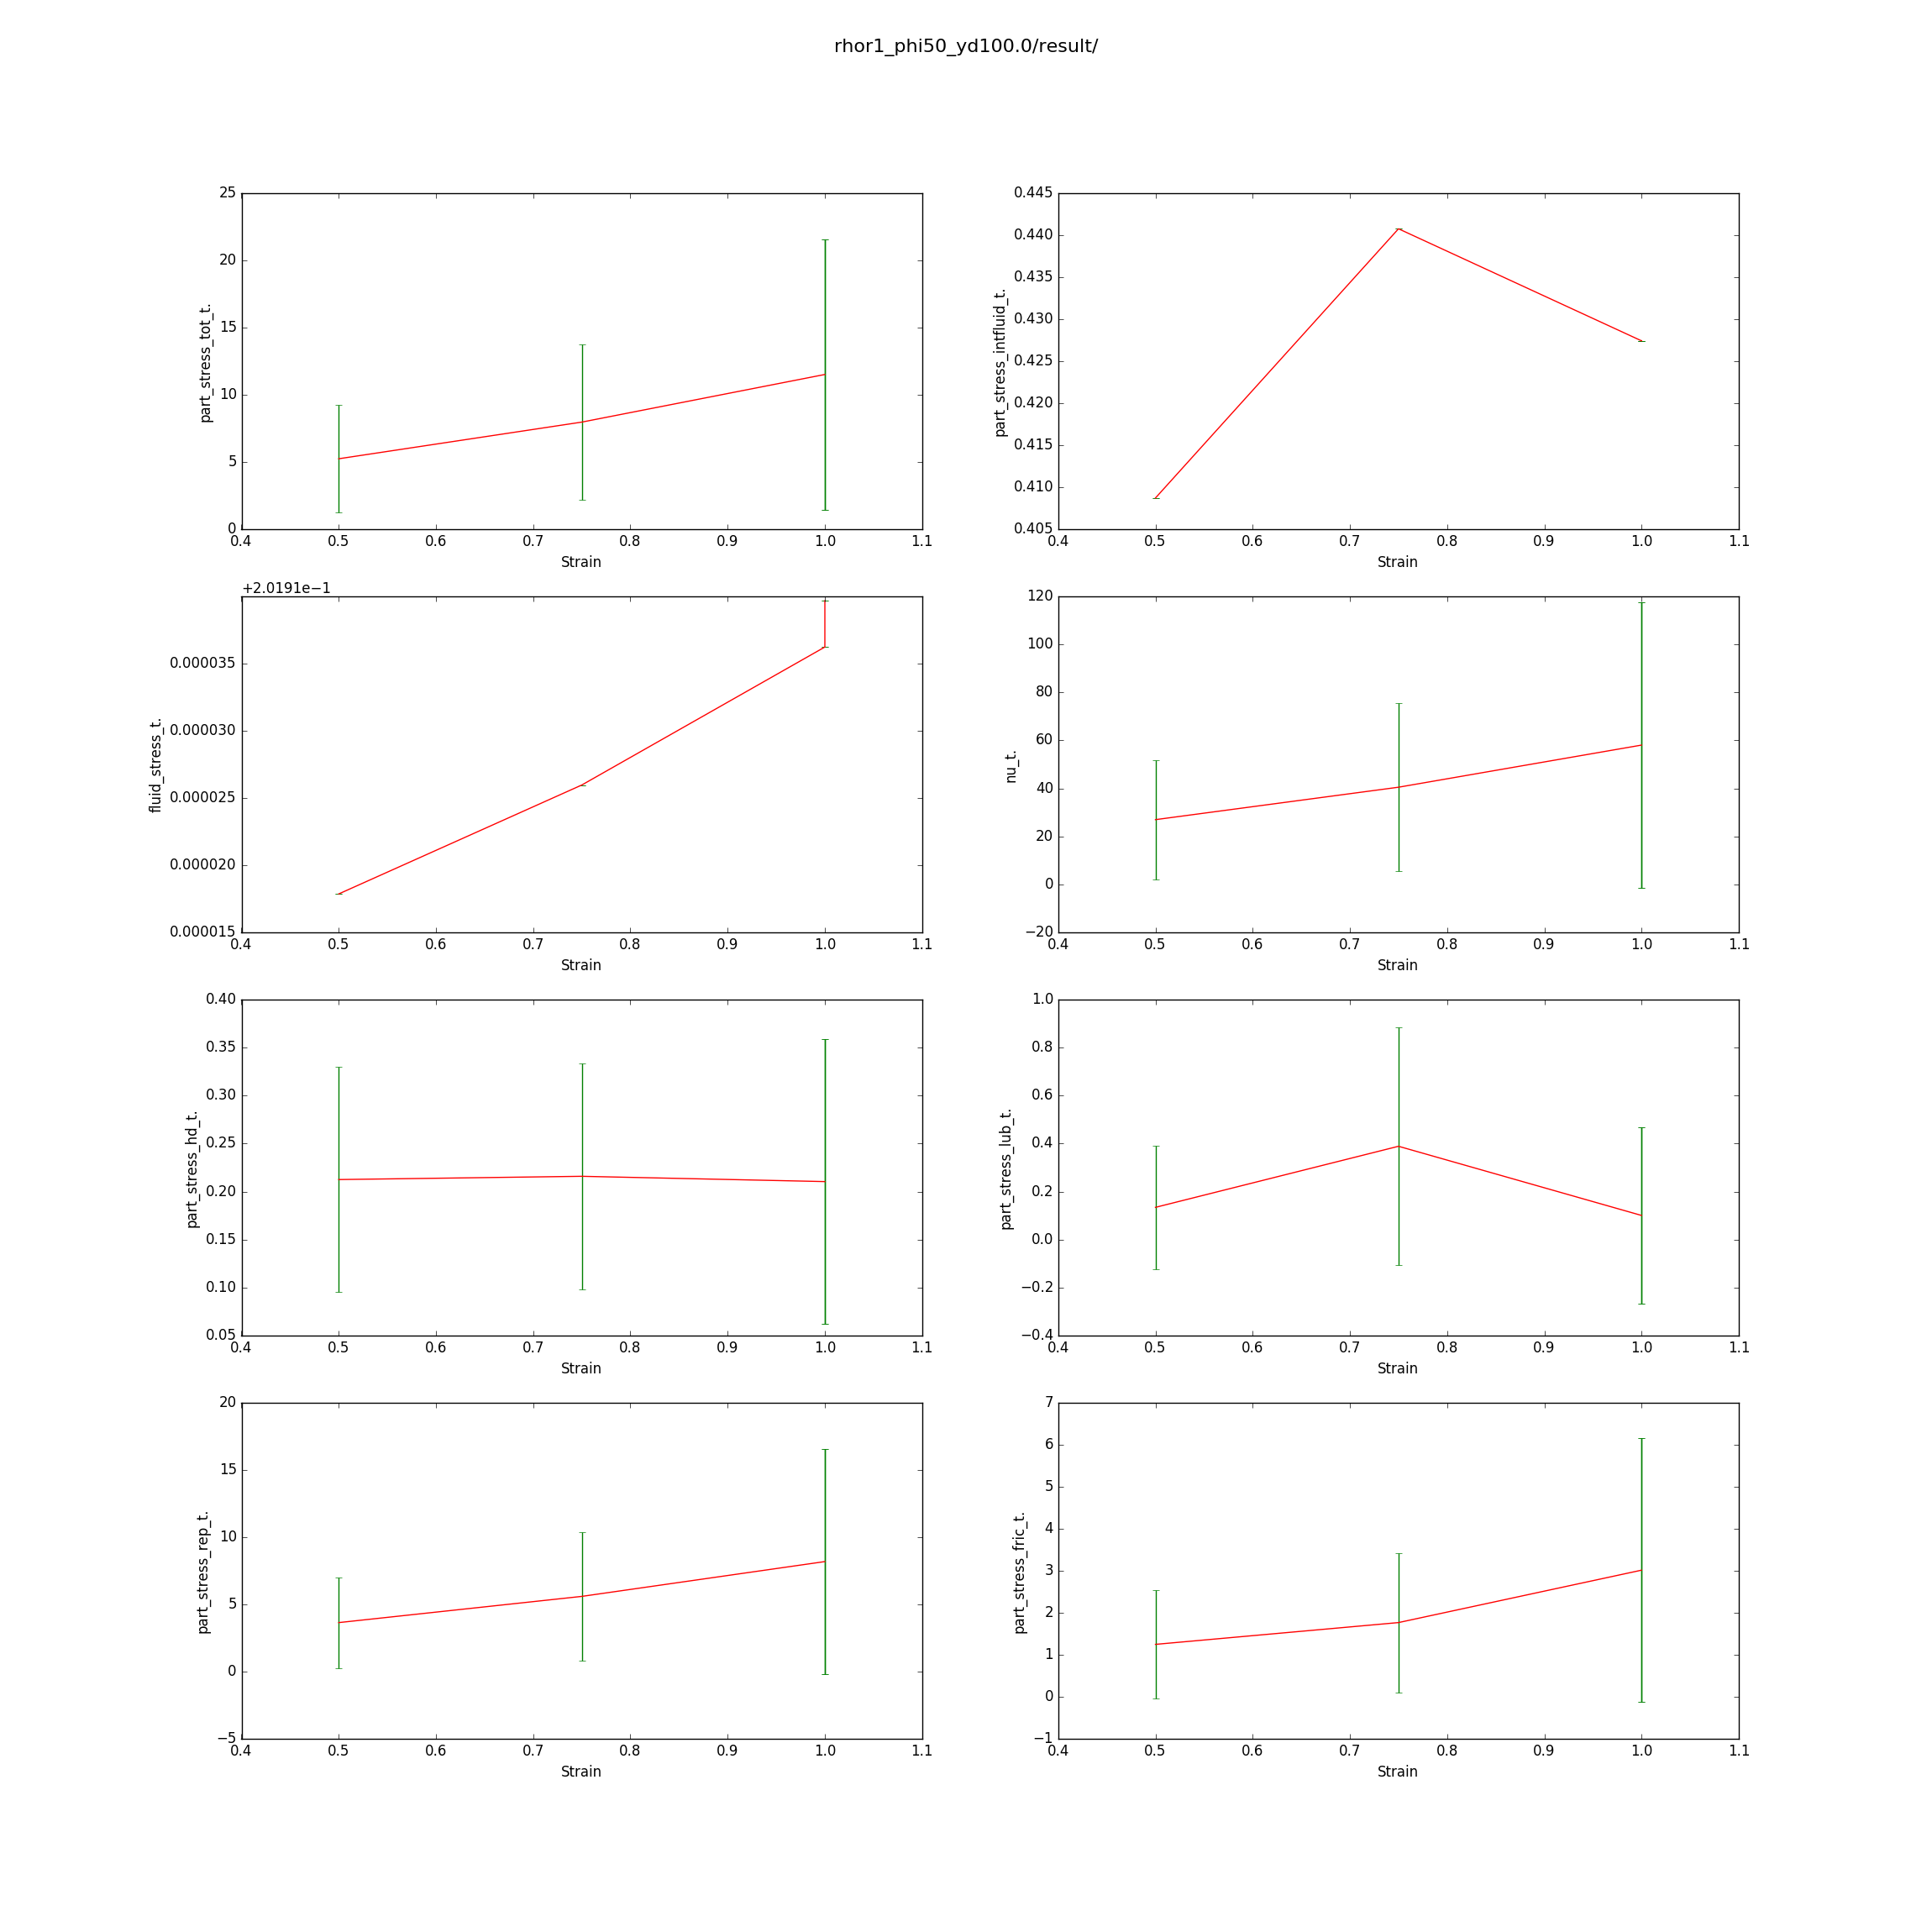 rhor1_phi50_yd100.0/result/
25
20
15
10
5
0
part_stress_tot_t.
0.4 0.5 0.6 0.7 0.8 0.9 1.0 1.1
Strain
0.445
0.440
0.435
0.430
0.425
0.420
0.415
0.410
0.405
part_stress_intfluid_t.
0.4 0.5 0.6 0.7 0.8 0.9 1.0 1.1
Strain
+2.0191e−1
0.000035
0.000030
0.000025
0.000020
0.000015
fluid_stress_t.
0.4 0.5 0.6 0.7 0.8 0.9 1.0 1.1
Strain
120
100
80
60
40
20
0
−20
nu_t.
0.4 0.5 0.6 0.7 0.8 0.9 1.0 1.1
Strain
0.40
0.35
0.30
0.25
0.20
0.15
0.10
0.05
part_stress_hd_t.
0.4 0.5 0.6 0.7 0.8 0.9 1.0 1.1
Strain
1.0
0.8
0.6
0.4
0.2
0.0
−0.2
−0.4
part_stress_lub_t.
0.4 0.5 0.6 0.7 0.8 0.9 1.0 1.1
Strain
20
15
10
5
0
−5
part_stress_rep_t.
0.4 0.5 0.6 0.7 0.8 0.9 1.0 1.1
Strain
7
6
5
4
3
2
1
0
−1
part_stress_fric_t.
0.4 0.5 0.6 0.7 0.8 0.9 1.0 1.1
Strain